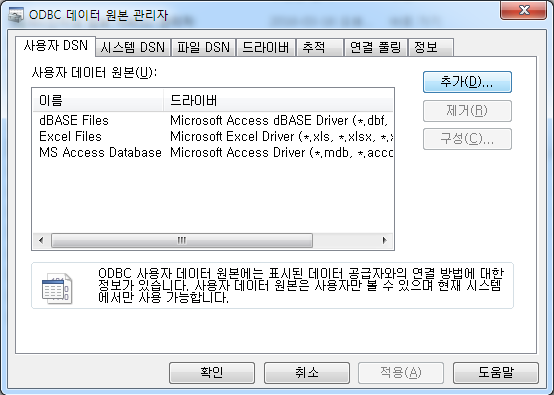 ODBC 데이터 원본 관리자
사용자 DSN 시스템 DSN 파일 DSN 드라이버 추적 연결 풀링 정보
사용자 데이터 원본(U):
이름 드라이버
dBASE Files Microsoft Access dBASE Driver (*.dbf,
Excel Files Microsoft Excel Driver (*.xls, *.xlsx, *.x
MS Access Database Microsoft Access Driver (*.mdb, *.accd
추가(D)...
제거(R)
구성(C)...
ODBC 사용자 데이터 원본에는 표시된 데이터 공급자와의 연결 방법에 대한
정보가 있습니다. 사용자 데이터 원본은 사용자만 볼 수 있으며 현재 시스템
에서만 사용 가능합니다.
확인 취소 적용(A) 도움말